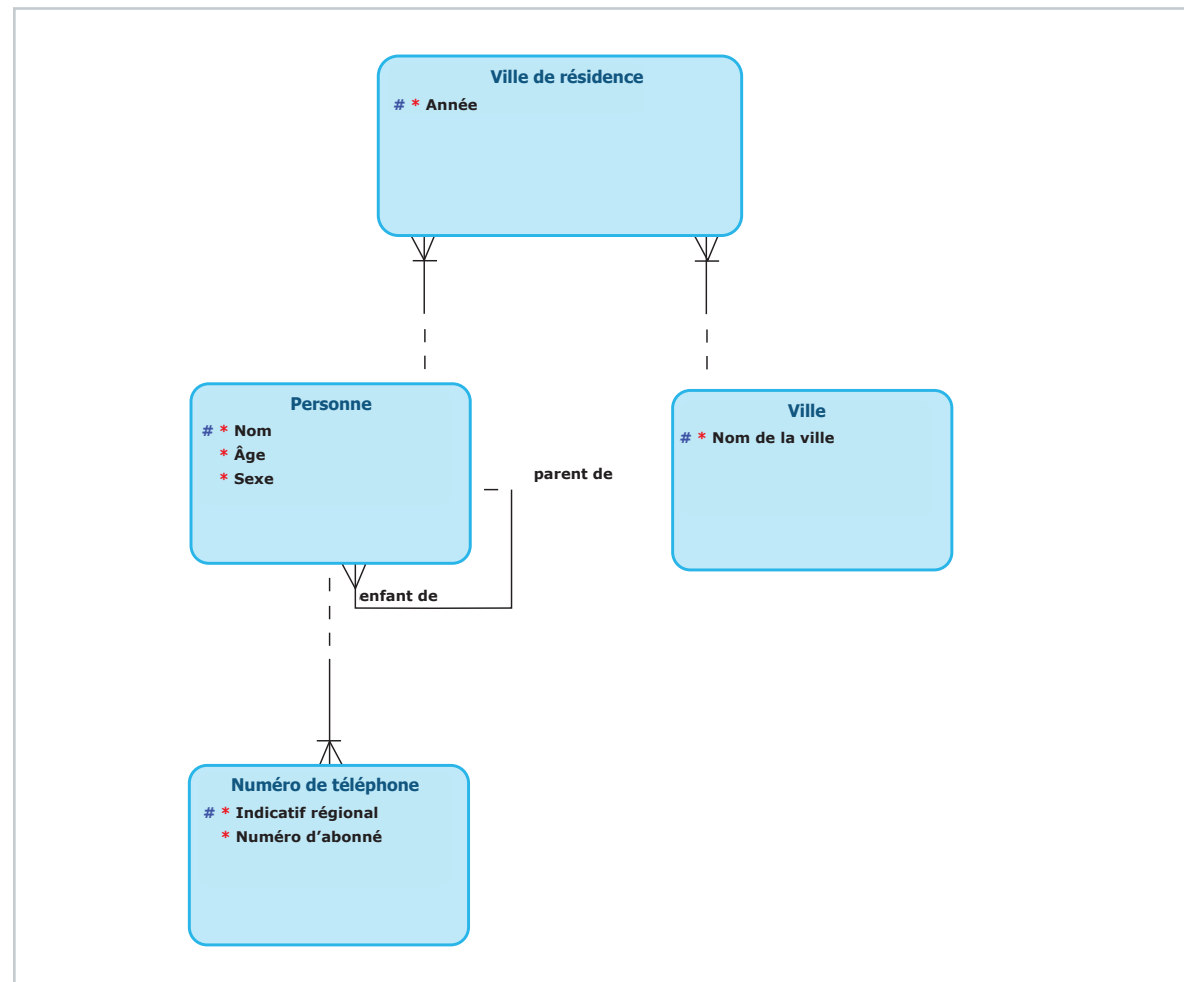 Ville de résidence
# * Année
Personne
# * Nom
* Âge
* Sexe
Ville
# * Nom de la ville
parent de
enfant de
Numéro de téléphone
# * Indicatif régional
* Numéro d’abonné